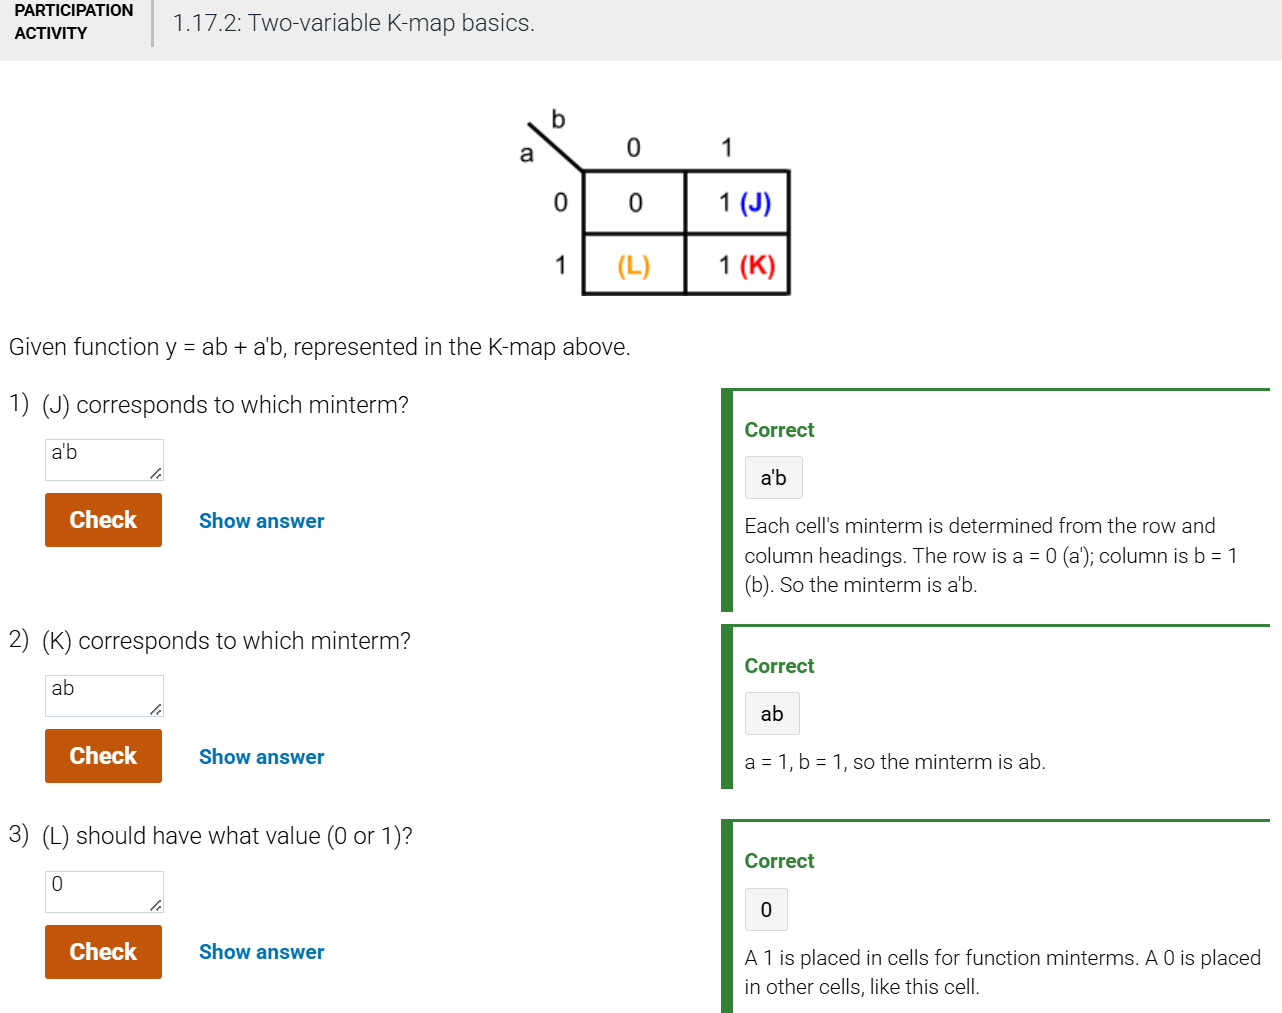 PARTICIPATION
ACTIVITY
1.17.2: Two-variable K-map basics.
b
a
0 1
0 0 1 (J)
1 (L) 1 (K)
Given function y = ab + a'b, represented in the K-map above.
1) (J) corresponds to which minterm?
a'b
Check Show answer
Correct
a'b
Each cell's minterm is determined from the row and
column headings. The row is a = 0 (a'); column is b = 1
(b). So the minterm is a'b.
2) (K) corresponds to which minterm?
ab
Check Show answer
Correct
ab
a = 1, b = 1, so the minterm is ab.
3) (L) should have what value (0 or 1)?
0
Check Show answer
Correct
0
A 1 is placed in cells for function minterms. A 0 is placed
in other cells, like this cell.